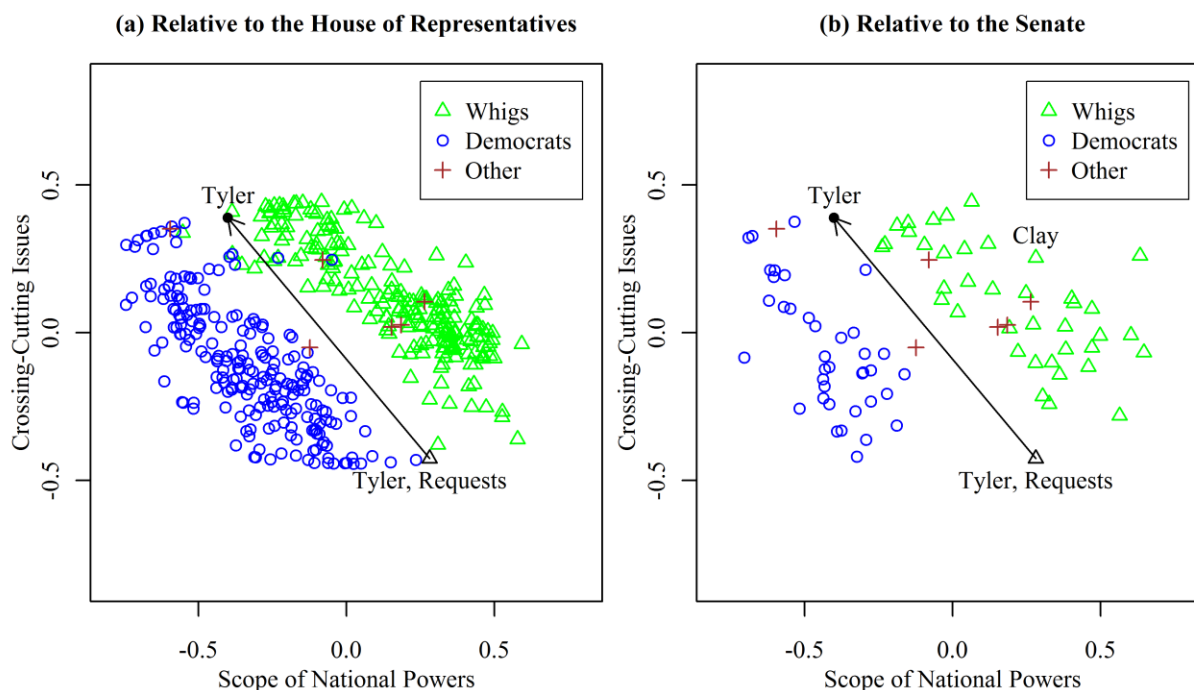 (a) Relative to the House of Representatives
Whigs
Democrats
Other
Tyler
Tyler, Requests
Crossing-Cutting Issues
0.5
0.0
-0.5
-0.5
0.0
0.5
Scope of National Powers
(b) Relative to the Senate
Whigs
Democrats
Other
Tyler
Clay
Tyler, Requests
Crossing-Cutting Issues
0.5
0.0
-0.5
-0.5
0.0
0.5
Scope of National Powers